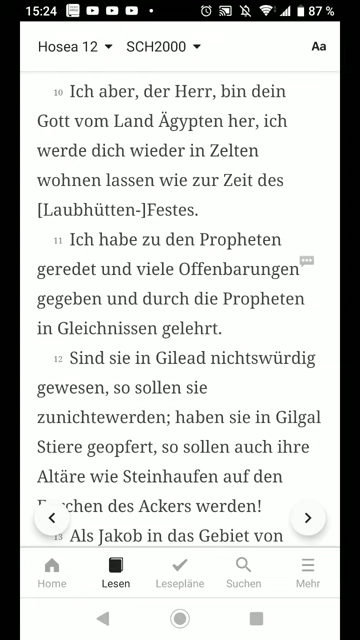 15:24
87 %
Hosea 12
SCH2000
Aa
10 Ich aber, der Herr, bin dein
Gott vom Land Ägypten her, ich
werde dich wieder in Zelten
wohnen lassen wie zur Zeit des
[Laubhütten-]Festes.
11 Ich habe zu den Propheten
geredet und viele Offenbarungen
gegeben und durch die Propheten
in Gleichnissen gelehrt.
12 Sind sie in Gilead nichtswürdig
gewesen, so sollen sie
zunichtewerden; haben sie in Gilgal
Stiere geopfert, so sollen auch ihre
Altäre wie Steinhaufen auf den
des Ackers werden!
13 Als Jakob in das Gebiet von
Home
Lesen
Lesepläne
Suchen
Mehr